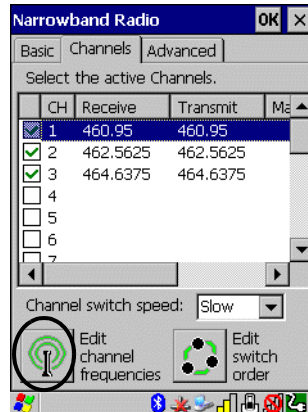 Narrowband Radio OK
Basic Channels Advanced
Select the active Channels.
CH Receive Transmit Ma
1 460.95 460.95
2 462.5625 462.5625
3 464.6375 464.6375
4
5
6
7
Channel switch speed: Slow
Edit channel frequencies
Edit switch order